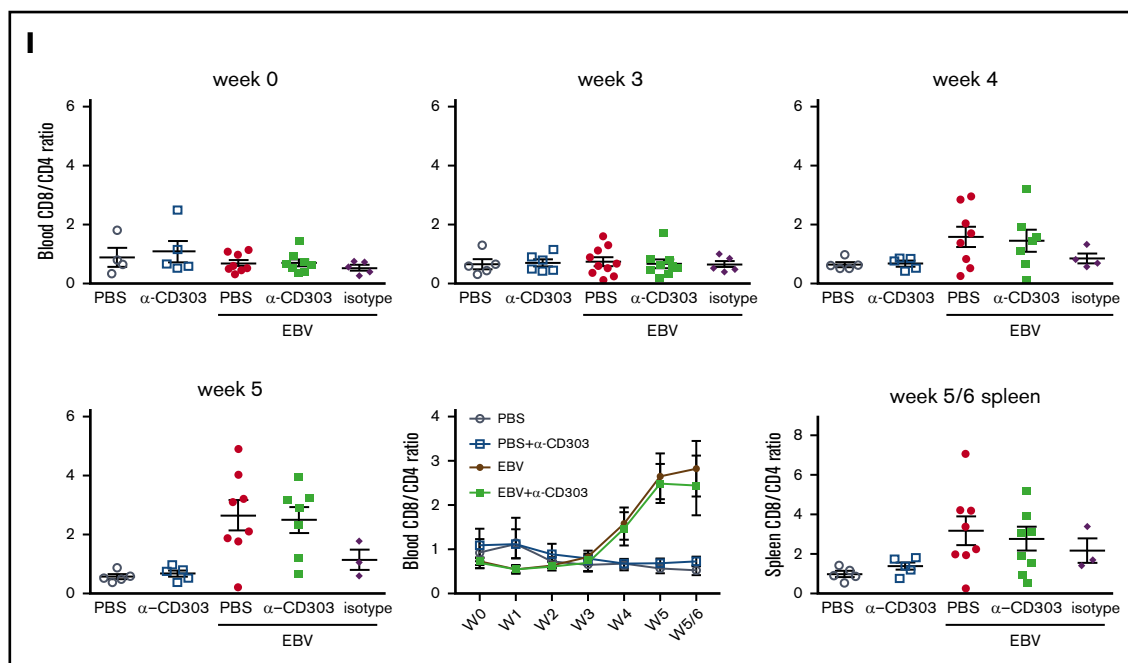 I
week 0
Blood CD8/CD4 ratio
6
4
2
0
PBS α-CD303 PBS α-CD303 isotype
EBV
week 3
6
4
2
0
PBS α-CD303 PBS α-CD303 isotype
EBV
week 4
6
4
2
0
PBS α-CD303 PBS α-CD303 isotype
EBV
week 5
6
4
2
0
PBS α-CD303 PBS α-CD303 isotype
EBV
Blood CD8/CD4 ratio
4
3
2
1
0
PBS
PBS+α-CD303
EBV
EBV+α-CD303
W0 W1 W2 W3 W4 W5 W5/6
week 5/6 spleen
Spleen CD8/CD4 ratio
8
6
4
2
0
PBS α–CD303 PBS α–CD303 isotype
EBV